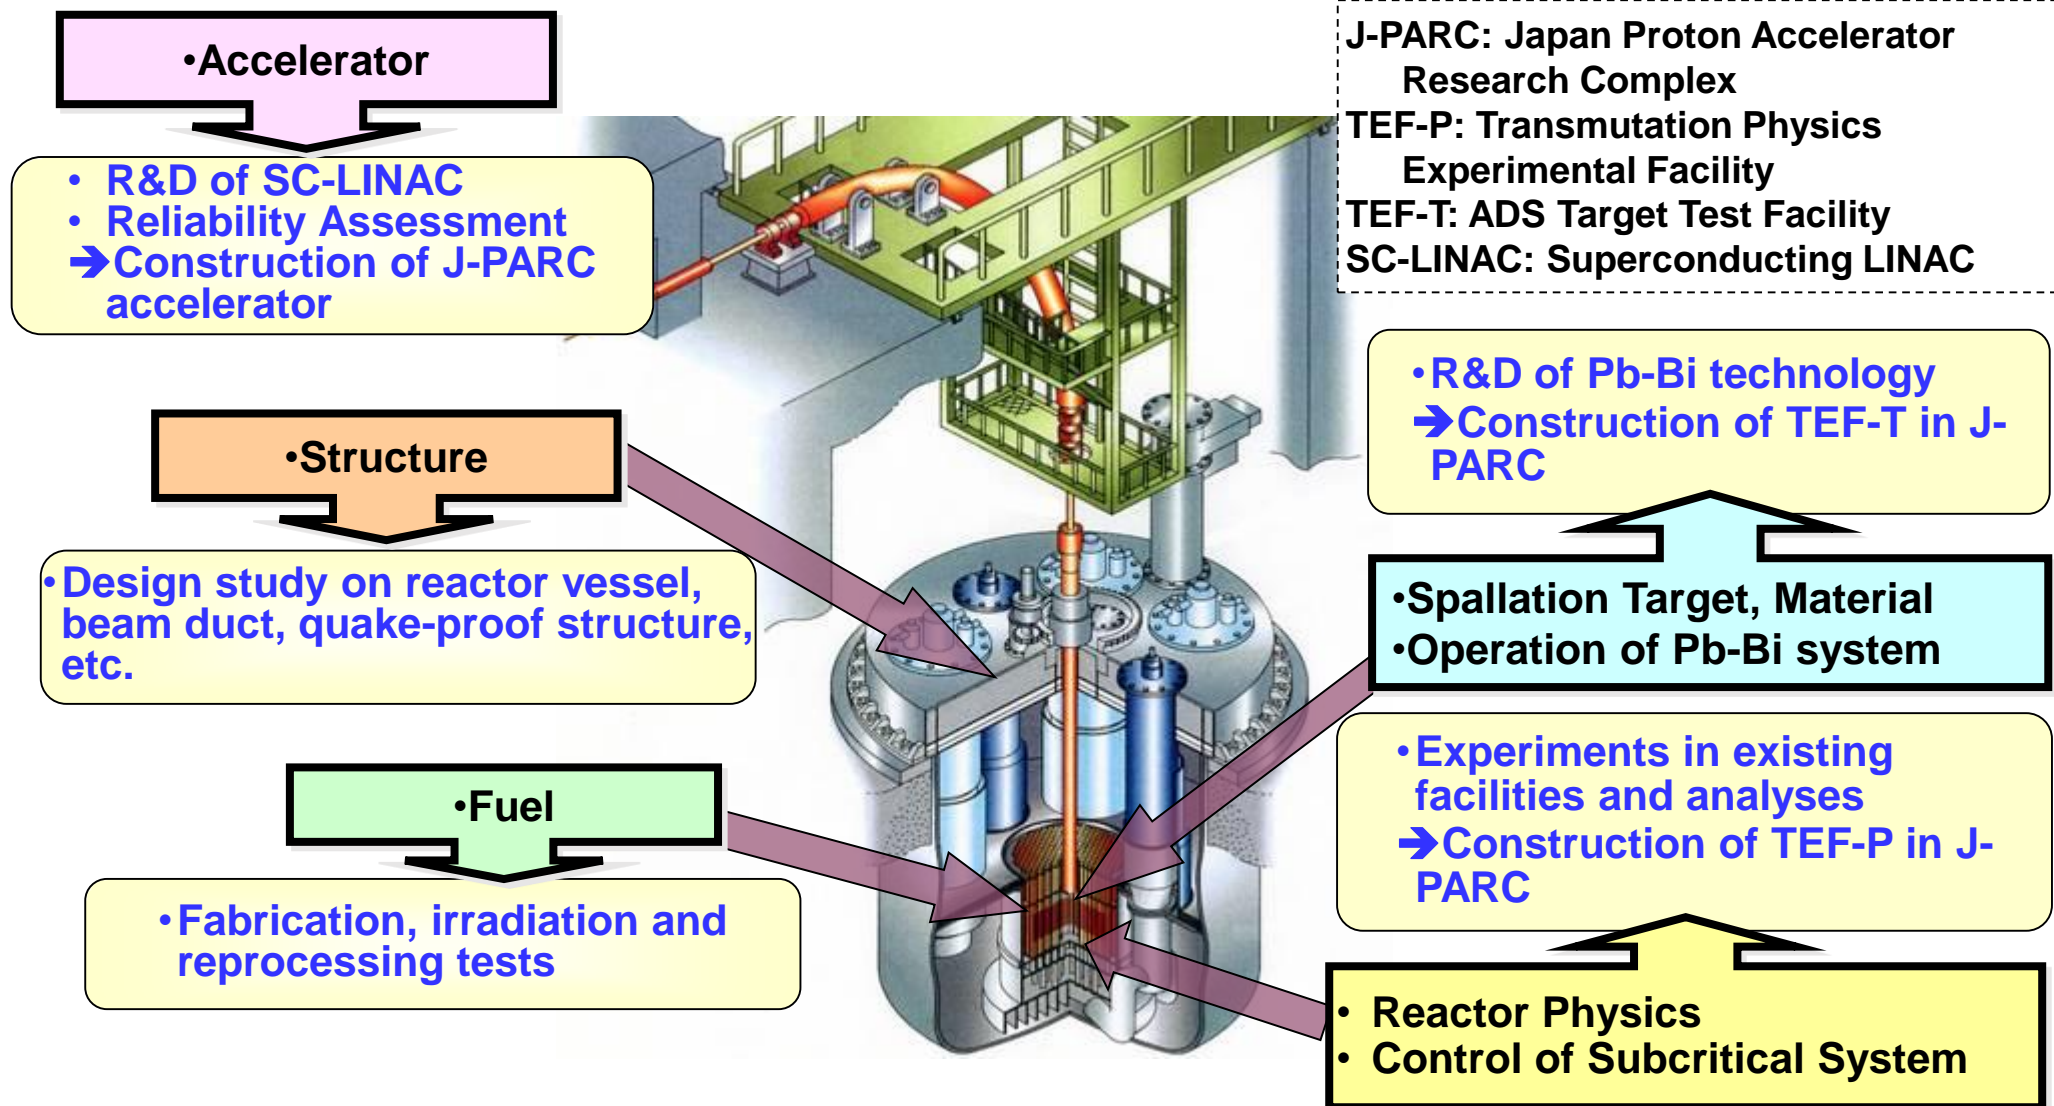 •Accelerator
• R&D of SC-LINAC
• Reliability Assessment
➔Construction of J-PARC
accelerator
•Structure
•Design study on reactor vessel,
beam duct, quake-proof structure,
etc.
•Fuel
•Fabrication, irradiation and
reprocessing tests
J-PARC: Japan Proton Accelerator
Research Complex
TEF-P: Transmutation Physics
Experimental Facility
TEF-T: ADS Target Test Facility
SC-LINAC: Superconducting LINAC
•R&D of Pb-Bi technology
➔Construction of TEF-T in J-
PARC
•Spallation Target, Material
•Operation of Pb-Bi system
•Experiments in existing
facilities and analyses
➔Construction of TEF-P in J-
PARC
• Reactor Physics
• Control of Subcritical System